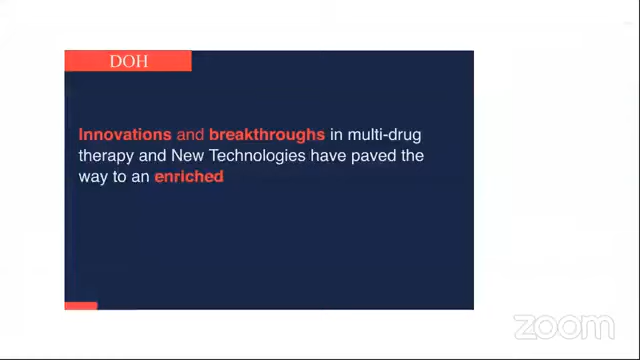 DOH
Innovations and breakthroughs in multi-drug
therapy and New Technologies have paved the
way to an enriched
zoom